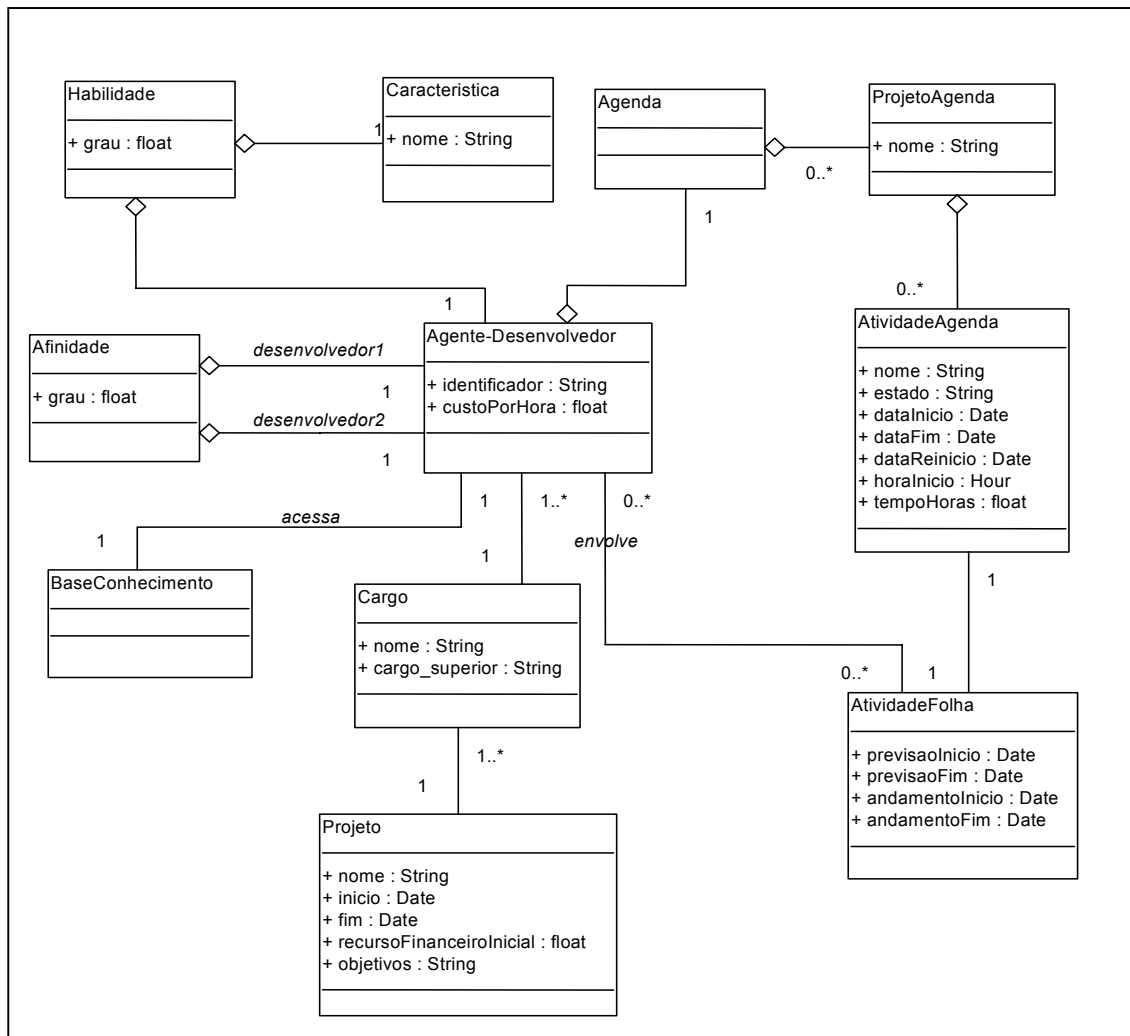 Habilidade
+ grau : float
1
Caracteristica
+ nome : String
Agenda
0..*
ProjetoAgenda
+ nome : String
1
1
0..*
Afinidade
+ grau : float
desenvolvedor1
1
desenvolvedor2
1
Agente-Desenvolvedor
+ identificador : String
+ custoPorHora : float
AtividadeAgenda
+ nome : String
+ estado : String
+ dataInicio : Date
+ dataFim : Date
+ dataReinicio : Date
+ horaInicio : Hour
+ tempoHoras : float
1
1..*
0..*
acessa
1
1
envolve
1
BaseConhecimento
Cargo
+ nome : String
+ cargo_superior : String
0..*
1
AtividadeFolha
+ previsaoInicio : Date
+ previsaoFim : Date
+ andamentoInicio : Date
+ andamentoFim : Date
1..*
1
Projeto
+ nome : String
+ inicio : Date
+ fim : Date
+ recursoFinanceiroInicial : float
+ objetivos : String